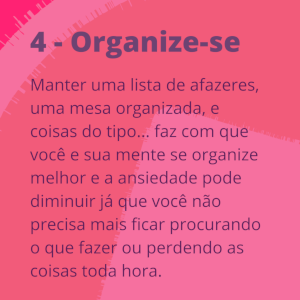 4 - Organize-se
Manter uma lista de afazeres,
uma mesa organizada, e
coisas do tipo... faz com que
você e sua mente se organize
melhor e a ansiedade pode
diminuir já que você não
precisa mais ficar procurando
o que fazer ou perdendo as
coisas toda hora.